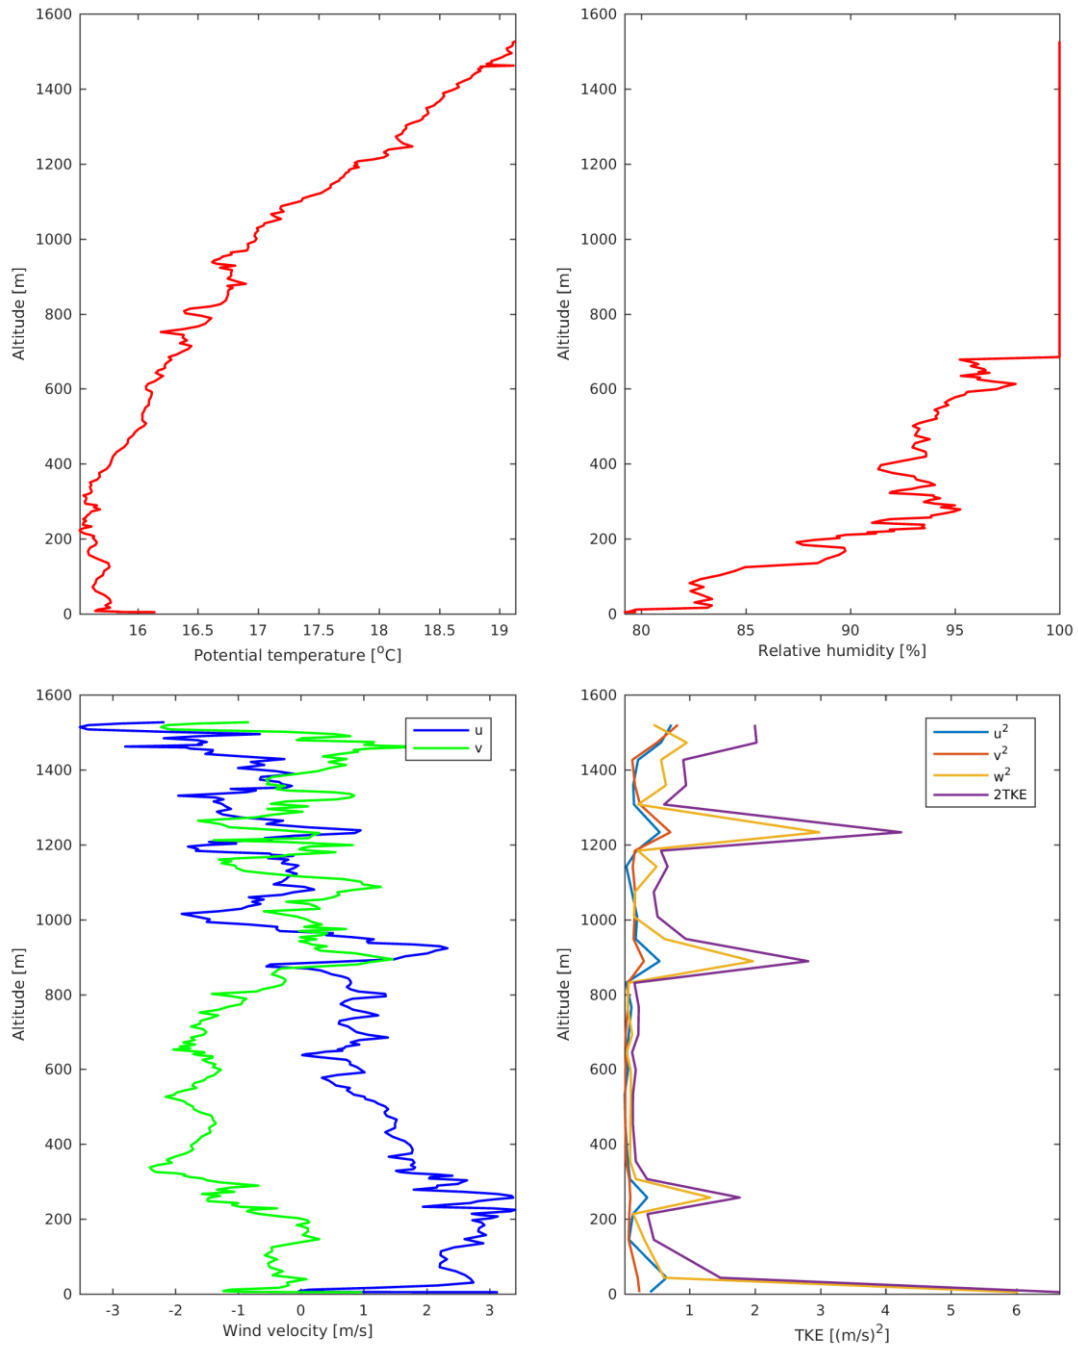 1600
1400
1200
1000
800
600
400
200
0
Altitude [m]
16 16.5 17 17.5 18 18.5 19
Potential temperature [°C]
1600
1400
1200
1000
800
600
400
200
0
Altitude [m]
80 85 90 95 100
Relative humidity [%]
1600
1400
1200
1000
800
600
400
200
0
Altitude [m]
u
v
-3 -2 -1 0 1 2 3
Wind velocity [m/s]
1600
1400
1200
1000
800
600
400
200
0
Altitude [m]
u²
v²
w²
2TKE
1 2 3 4 5 6
TKE [(m/s)²]